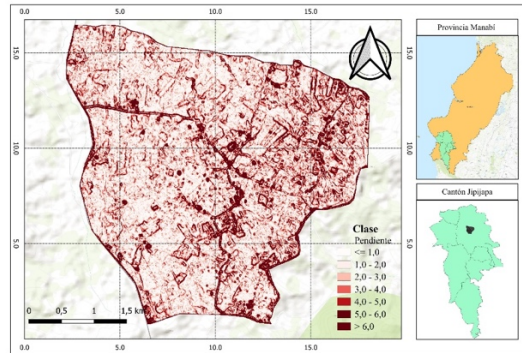 0.0 5.0 10.0 15.0
15.0
10.0
5.0
15.0
10.0
5.0
Clase
Pendiente
<= 1,0
1,0 - 2,0
2,0 - 3,0
3,0 - 4,0
4,0 - 5,0
5,0 - 6,0
> 6,0
0 0,5 1 1,5 km
5.0 10.0 15.0
Provincia Manabí
Cantón Jipijapa